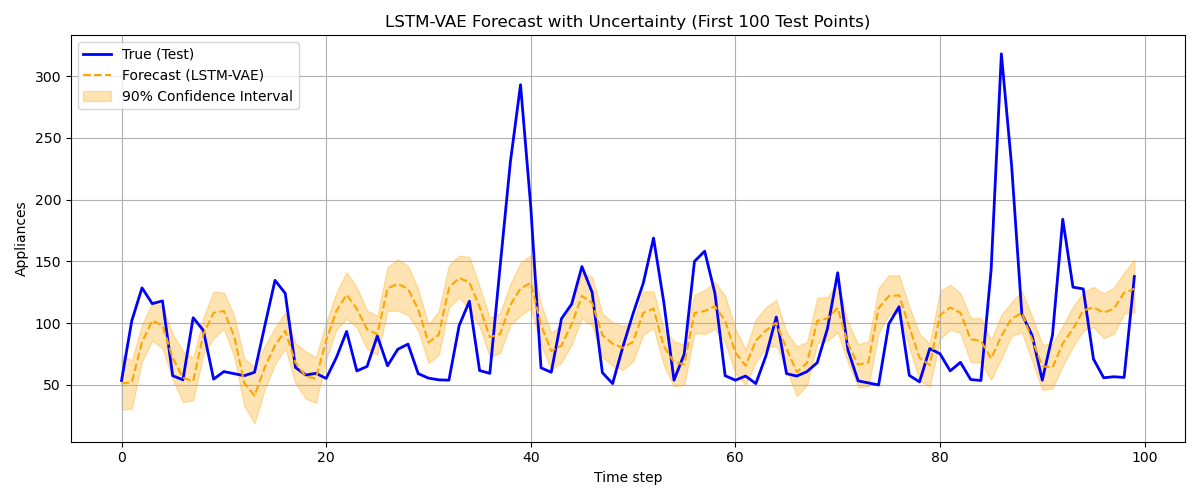 LSTM-VAE Forecast with Uncertainty (First 100 Test Points)
True (Test)
Forecast (LSTM-VAE)
90% Confidence Interval
Appliances
300
250
200
150
100
50
0
20
40
60
80
100
Time step